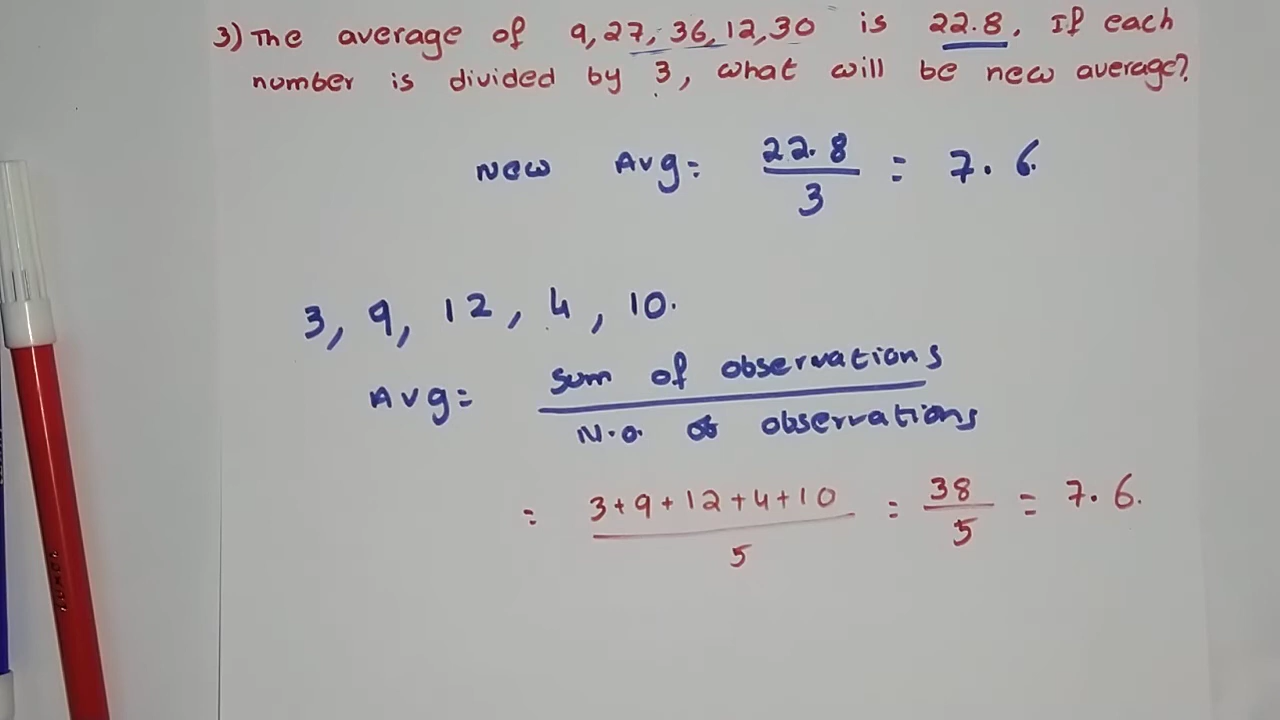 3) The average of 9,27,36,12,30 is 22.8. If each
number is divided by 3, what will be new average?
New Avg= 22.8/3 = 7.6
3, 9, 12, 4, 10.
Avg= Sum of observations / N.o. of observations
= 3+9+12+4+10/5 = 38/5 = 7.6.
Luxor